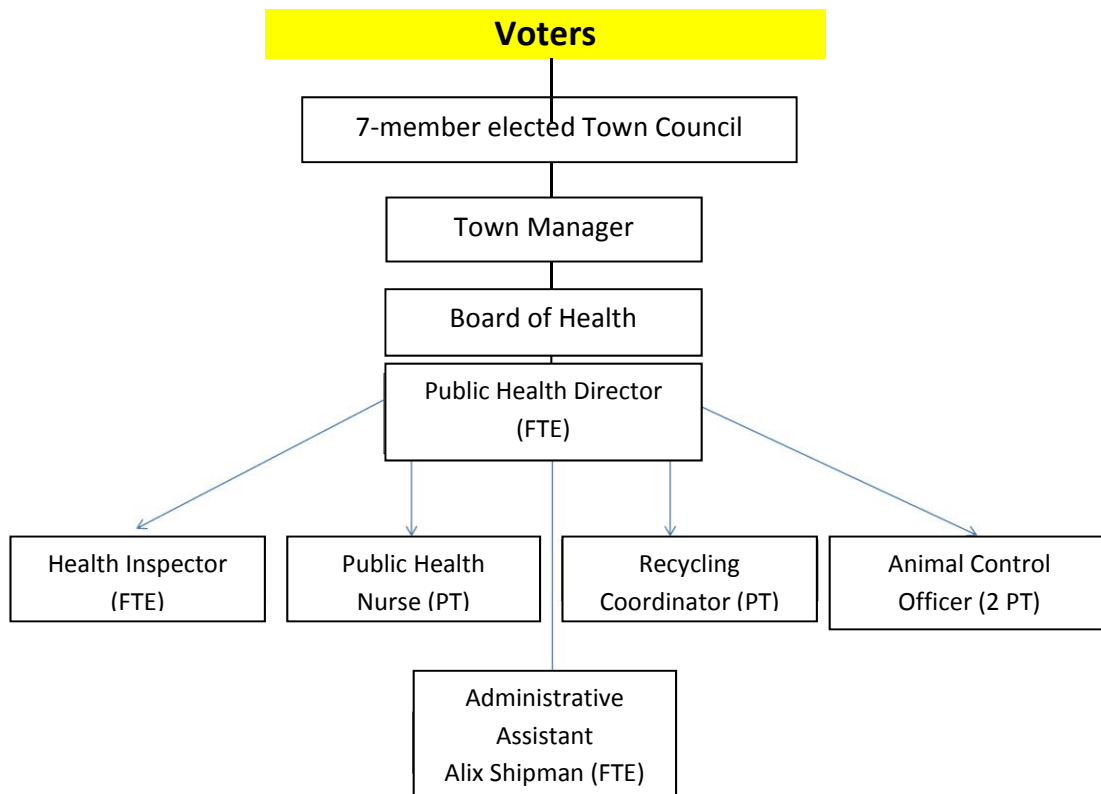 Voters
7-member elected Town Council
Town Manager
Board of Health
Public Health Director
(FTE)
Health Inspector
(FTE)
Public Health
Nurse (PT)
Recycling
Coordinator (PT)
Animal Control
Officer (2 PT)
Administrative
Assistant
Alix Shipman (FTE)